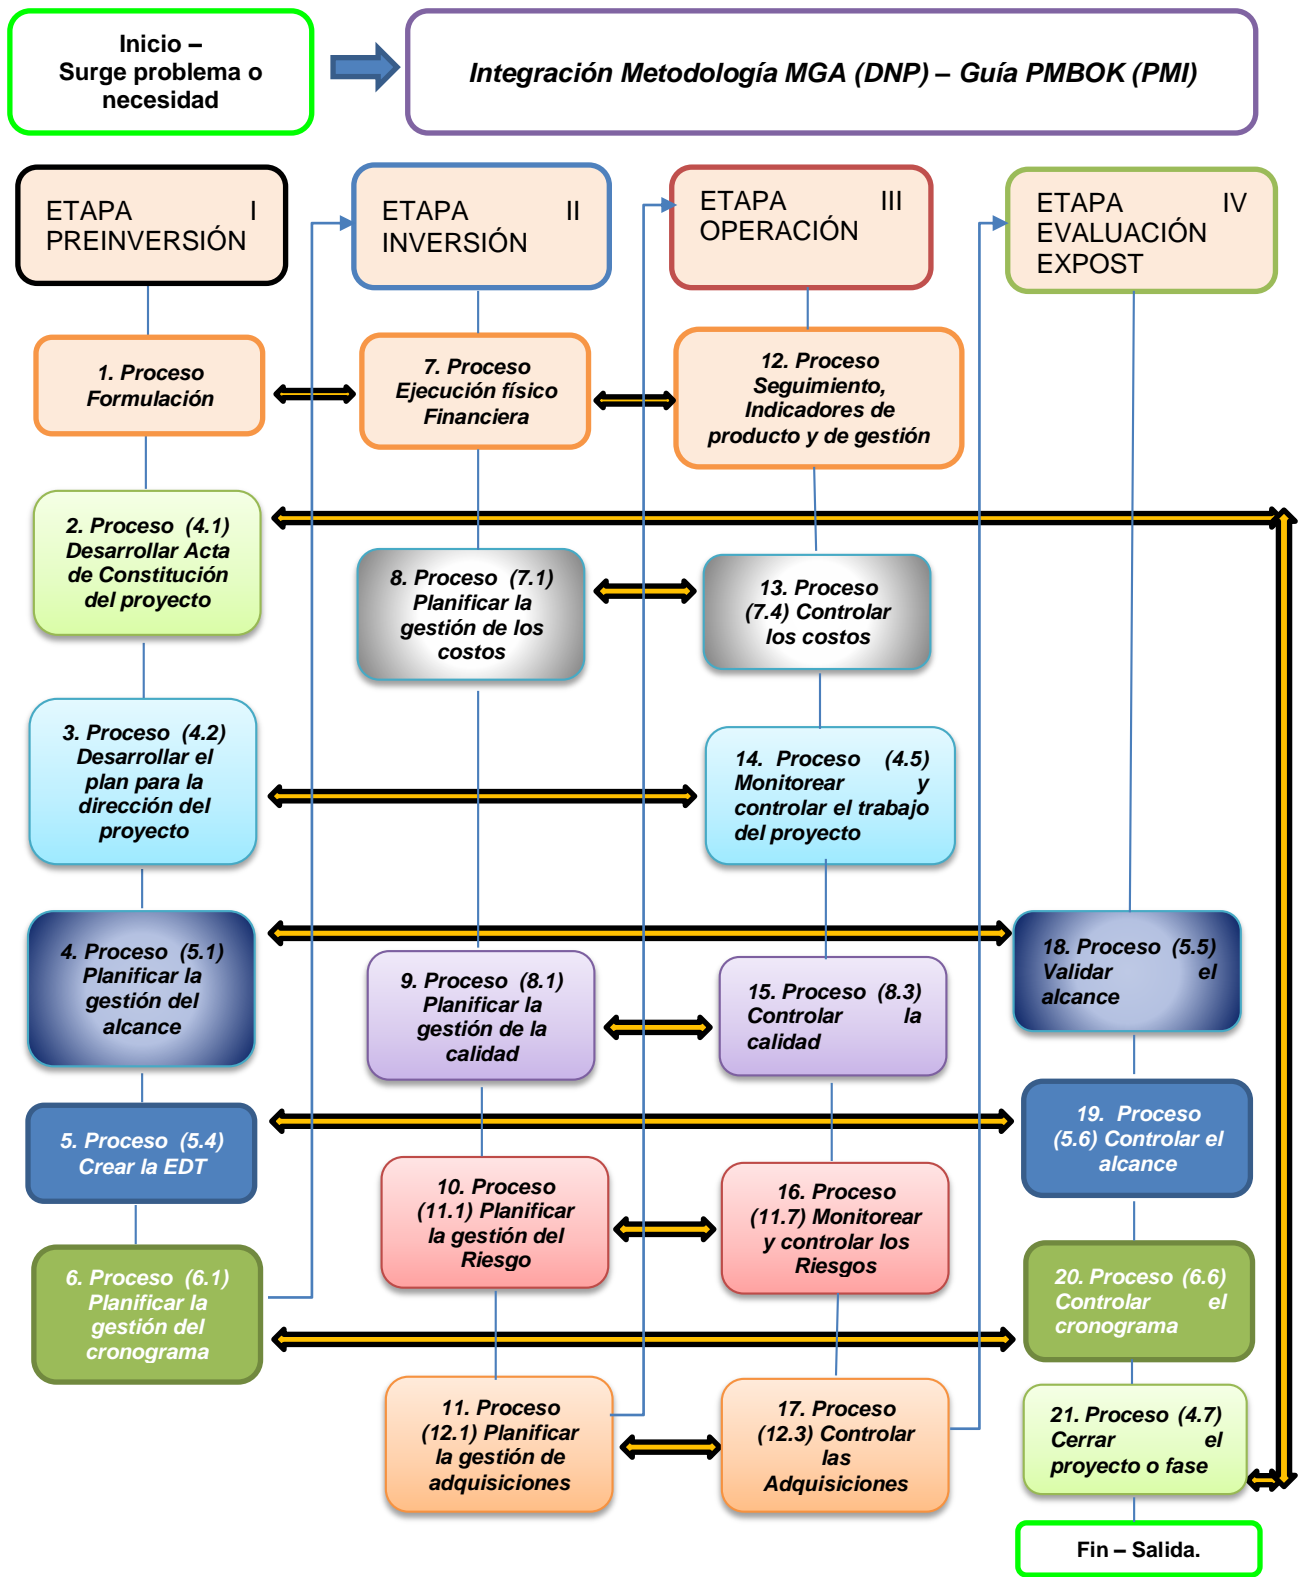 Inicio –
Surge problema o
necesidad
Integración Metodología MGA (DNP) – Guía PMBOK (PMI)
ETAPA I
PREINVERSIÓN
1. Proceso
Formulación
2. Proceso (4.1)
Desarrollar Acta
de Constitución
del proyecto
3. Proceso (4.2)
Desarrollar el
plan para la
dirección del
proyecto
4. Proceso (5.1)
Planificar la
gestión del
alcance
5. Proceso (5.4)
Crear la EDT
6. Proceso (6.1)
Planificar la
gestión del
cronograma
ETAPA II
INVERSIÓN
7. Proceso
Ejecución físico
Financiera
8. Proceso (7.1)
Planificar la
gestión de los
costos
9. Proceso (8.1)
Planificar la
gestión de la
calidad
10. Proceso
(11.1) Planificar
la gestión del
Riesgo
11. Proceso
(12.1) Planificar
la gestión de
adquisiciones
ETAPA III
OPERACIÓN
12. Proceso
Seguimiento,
Indicadores de
producto y de gestión
13. Proceso
(7.4) Controlar
los costos
14. Proceso (4.5)
Monitorear y
controlar el trabajo
del proyecto
15. Proceso (8.3)
Controlar la
calidad
16. Proceso
(11.7) Monitorear
y controlar los
Riesgos
17. Proceso
(12.3) Controlar
las
Adquisiciones
ETAPA IV
EVALUACIÓN
EXPOST
18. Proceso (5.5)
Validar el
alcance
19. Proceso
(5.6) Controlar el
alcance
20. Proceso (6.6)
Controlar el
cronograma
21. Proceso (4.7)
Cerrar el
proyecto o fase
Fin – Salida.